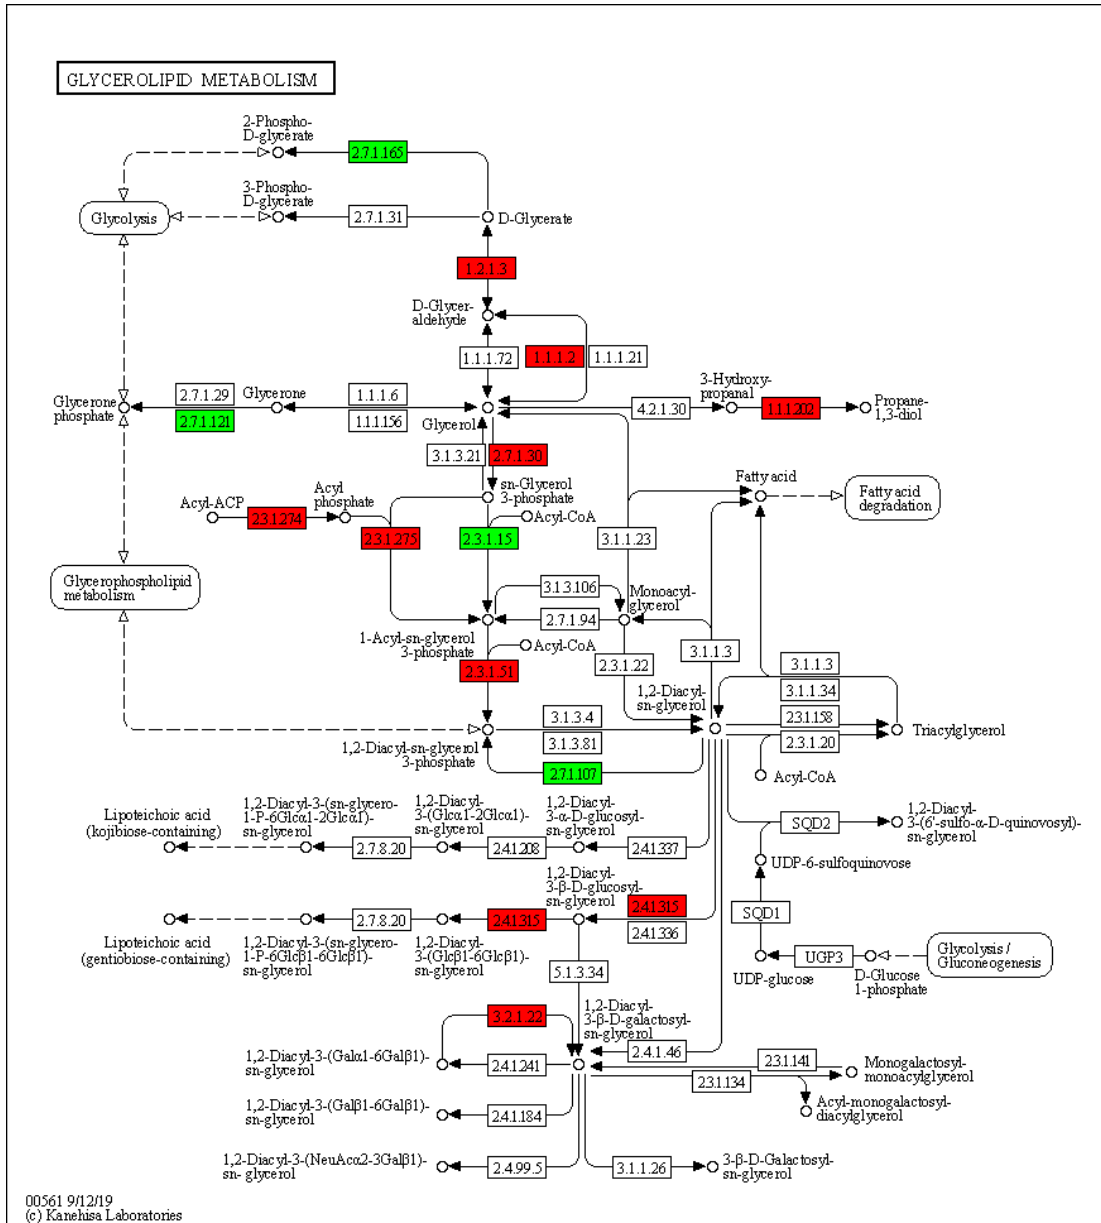 GLYCEROLIPID METABOLISM
2-Phospho-
D-glycerate
2.7.1.165
3-Phospho-
D-glycerate
Glycolysis
2.7.1.31
D-Glycerate
1.2.1.3
D-Glycer-
aldehyde
1.1.1.72
1.1.1.2
1.1.1.21
3-Hydroxy-
propanal
2.7.1.29
Glycerone
1.1.1.6
Glycerone
phosphate
4.2.1.30
1.1.1.202
Propane-
1,3-diol
2.7.1.121
1.1.1.156
Glycerol
3.1.3.21
2.7.1.30
Fatty acid
sn-Glycerol
3-phosphate
Acyl
phosphate
Acyl-ACP
Fatty acid
degradation
2.3.1.274
Acyl-CoA
2.3.1.275
2.3.1.15
3.1.1.23
Glycerophospholipid
metabolism
3.1.3.106
Monoacyl-
glycerol
2.7.1.94
1-Acyl-sn-glycerol
3-phosphate
Acyl-CoA
3.1.1.3
2.3.1.51
2.3.1.22
3.1.1.3
3.1.1.34
1,2-Diacyl-
sn-glycerol
3.1.3.4
2.3.1.158
Triacylglycerol
3.1.3.81
2.3.1.20
1,2-Diacyl-sn-glycerol
3-phosphate
2.7.1.107
Acyl-CoA
Lipoteichoic acid
(kojibiose-containing)
1,2-Diacyl-3-(sn-glycero-
1-P-6Glcα1-2Glcα1)-
sn-glycerol
1,2-Diacyl-
3-(Glcα1-2Glcα1)-
sn-glycerol
1,2-Diacyl-
3-α-D-glucosyl-
sn-glycerol
SQD2
1,2-Diacyl-
3-(6'-sulfo-α-D-quinovosyl)-
sn-glycerol
2.7.8.20
2.4.1.208
2.4.1.337
UDP-6-sulfoquinovose
1,2-Diacyl-
3-β-D-glucosyl-
sn-glycerol
2.7.8.20
2.4.1.315
2.4.1.315
2.4.1.336
SQD1
Lipoteichoic acid
(gentiobiose-containing)
1,2-Diacyl-3-(sn-glycero-
1-P-6Glcβ1-6Glcβ1)-
sn-glycerol
1,2-Diacyl-
3-(Glcβ1-6Glcβ1)-
sn-glycerol
5.1.3.34
UGP3
Glycolysis /
Gluconeogenesis
UDP-glucose
D-Glucose
1-phosphate
3.2.1.22
1,2-Diacyl-
3-β-D-galactosyl-
sn-glycerol
2.4.1.46
1,2-Diacyl-3-(Galα1-6Galβ1)-
sn-glycerol
2.4.1.241
2.3.1.141
2.3.1.134
Monogalactosyl-
monoacylglycerol
1,2-Diacyl-3-(Galβ1-6Galβ1)-
sn-glycerol
2.4.1.184
Acyl-monogalactosyl-
diacylglycerol
1,2-Diacyl-3-(NeuAcα2-3Galβ1)-
sn- glycerol
2.4.99.5
3.1.1.26
3-β-D-Galactosyl-
sn-glycerol
00561 9/12/19
(c) Kanehisa Laboratories